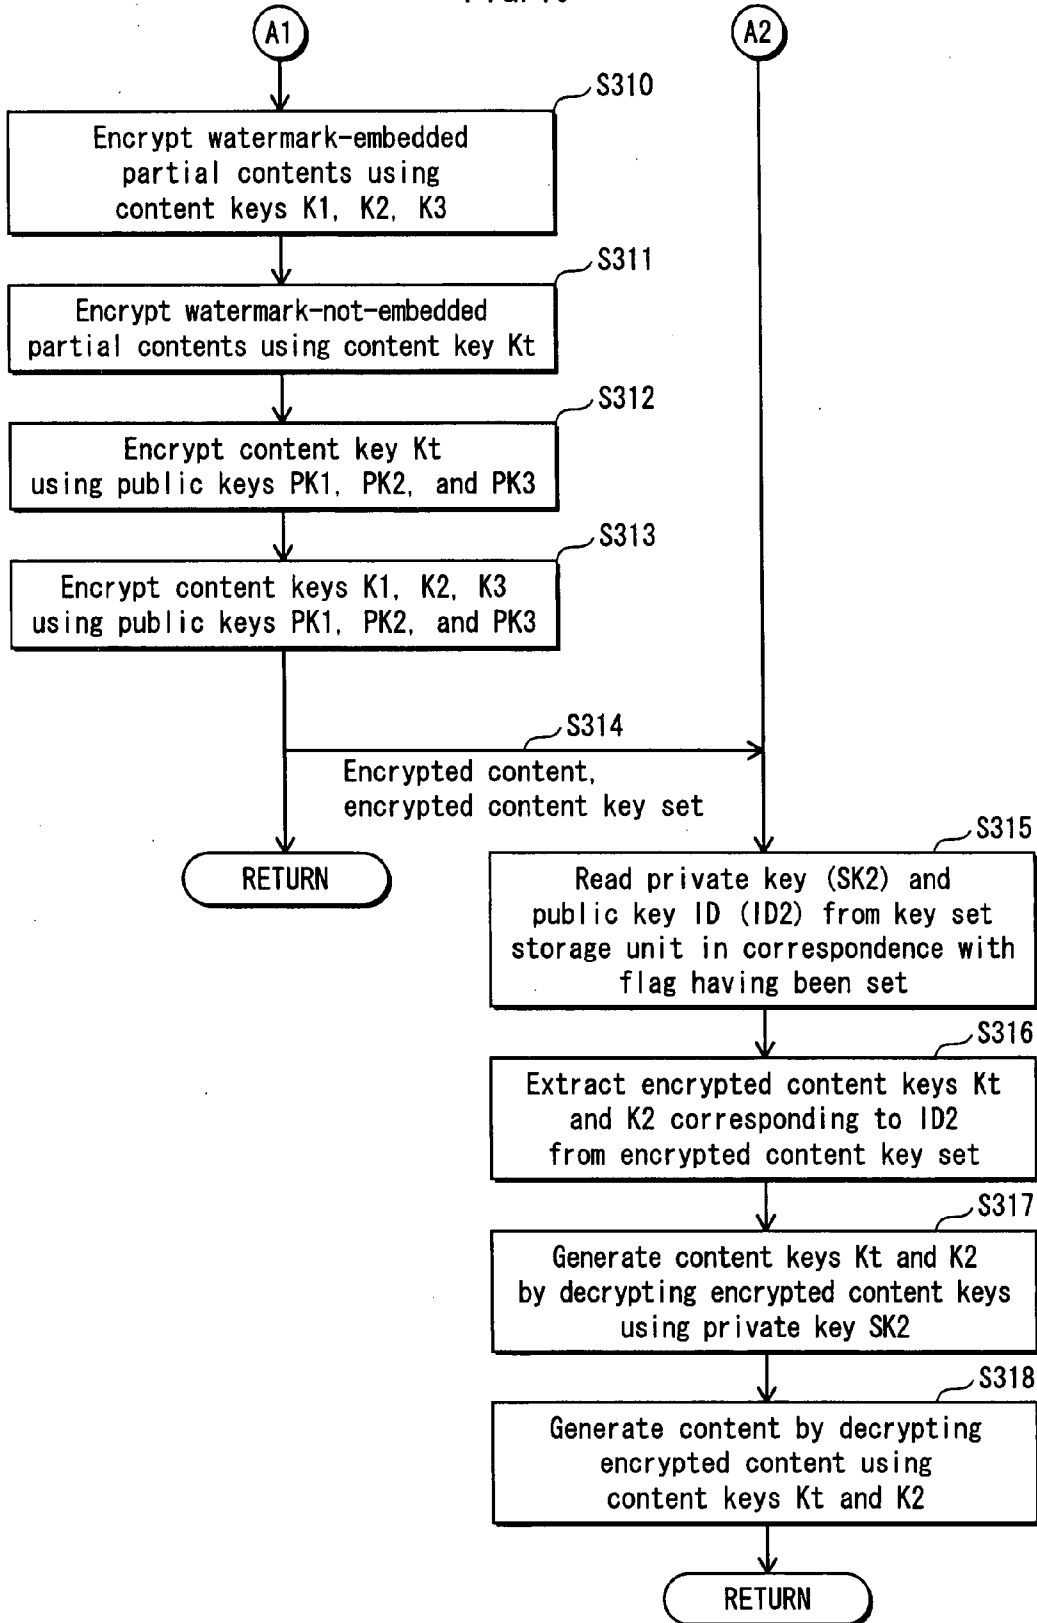 A1
A2
S310
Encrypt watermark-embedded
partial contents using
content keys K1, K2, K3
S311
Encrypt watermark-not-embedded
partial contents using content key Kt
S312
Encrypt content key Kt
using public keys PK1, PK2, and PK3
S313
Encrypt content keys K1, K2, K3
using public keys PK1, PK2, and PK3
S314
Encrypted content,
encrypted content key set
RETURN
S315
Read private key (SK2) and
public key ID (ID2) from key set
storage unit in correspondence with
flag having been set
S316
Extract encrypted content keys Kt
and K2 corresponding to ID2
from encrypted content key set
S317
Generate content keys Kt and K2
by decrypting encrypted content keys
using private key SK2
S318
Generate content by decrypting
encrypted content using
content keys Kt and K2
RETURN